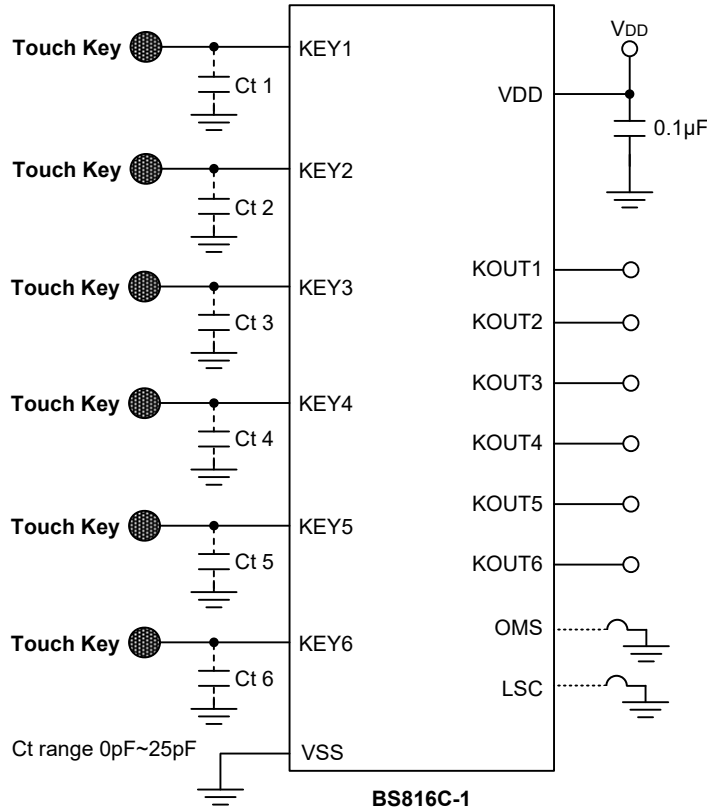 Touch Key
KEY1
Ct 1
Touch Key
KEY2
Ct 2
Touch Key
KEY3
Ct 3
Touch Key
KEY4
Ct 4
Touch Key
KEY5
Ct 5
Touch Key
KEY6
Ct 6
Ct range 0pF~25pF
VSS
VDD
VDD
0.1µF
KOUT1
KOUT2
KOUT3
KOUT4
KOUT5
KOUT6
OMS
LSC
BS816C-1